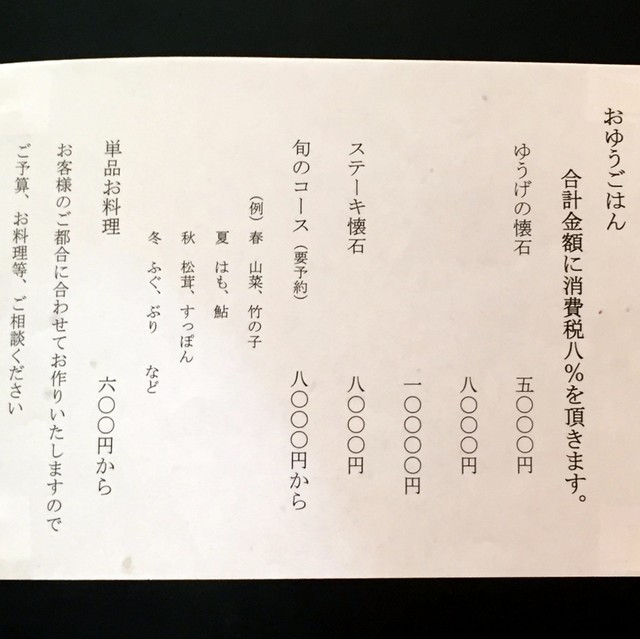 おゆうごはん
合計金額に消費税八%を頂きます。
ゆうげの懐石 五〇〇〇円
八〇〇〇円
一〇〇〇〇円
ステーキ懐石 八〇〇〇円
旬のコース(要予約) 八〇〇〇円から
(例)春 山菜、竹の子
夏 はも、鮎
秋 松茸、すっぽん
冬 ふぐ、ぶり など
単品お料理 六〇〇円から
お客様のご都合に合わせてお作りいたしますので
ご予算、お料理等、ご相談ください